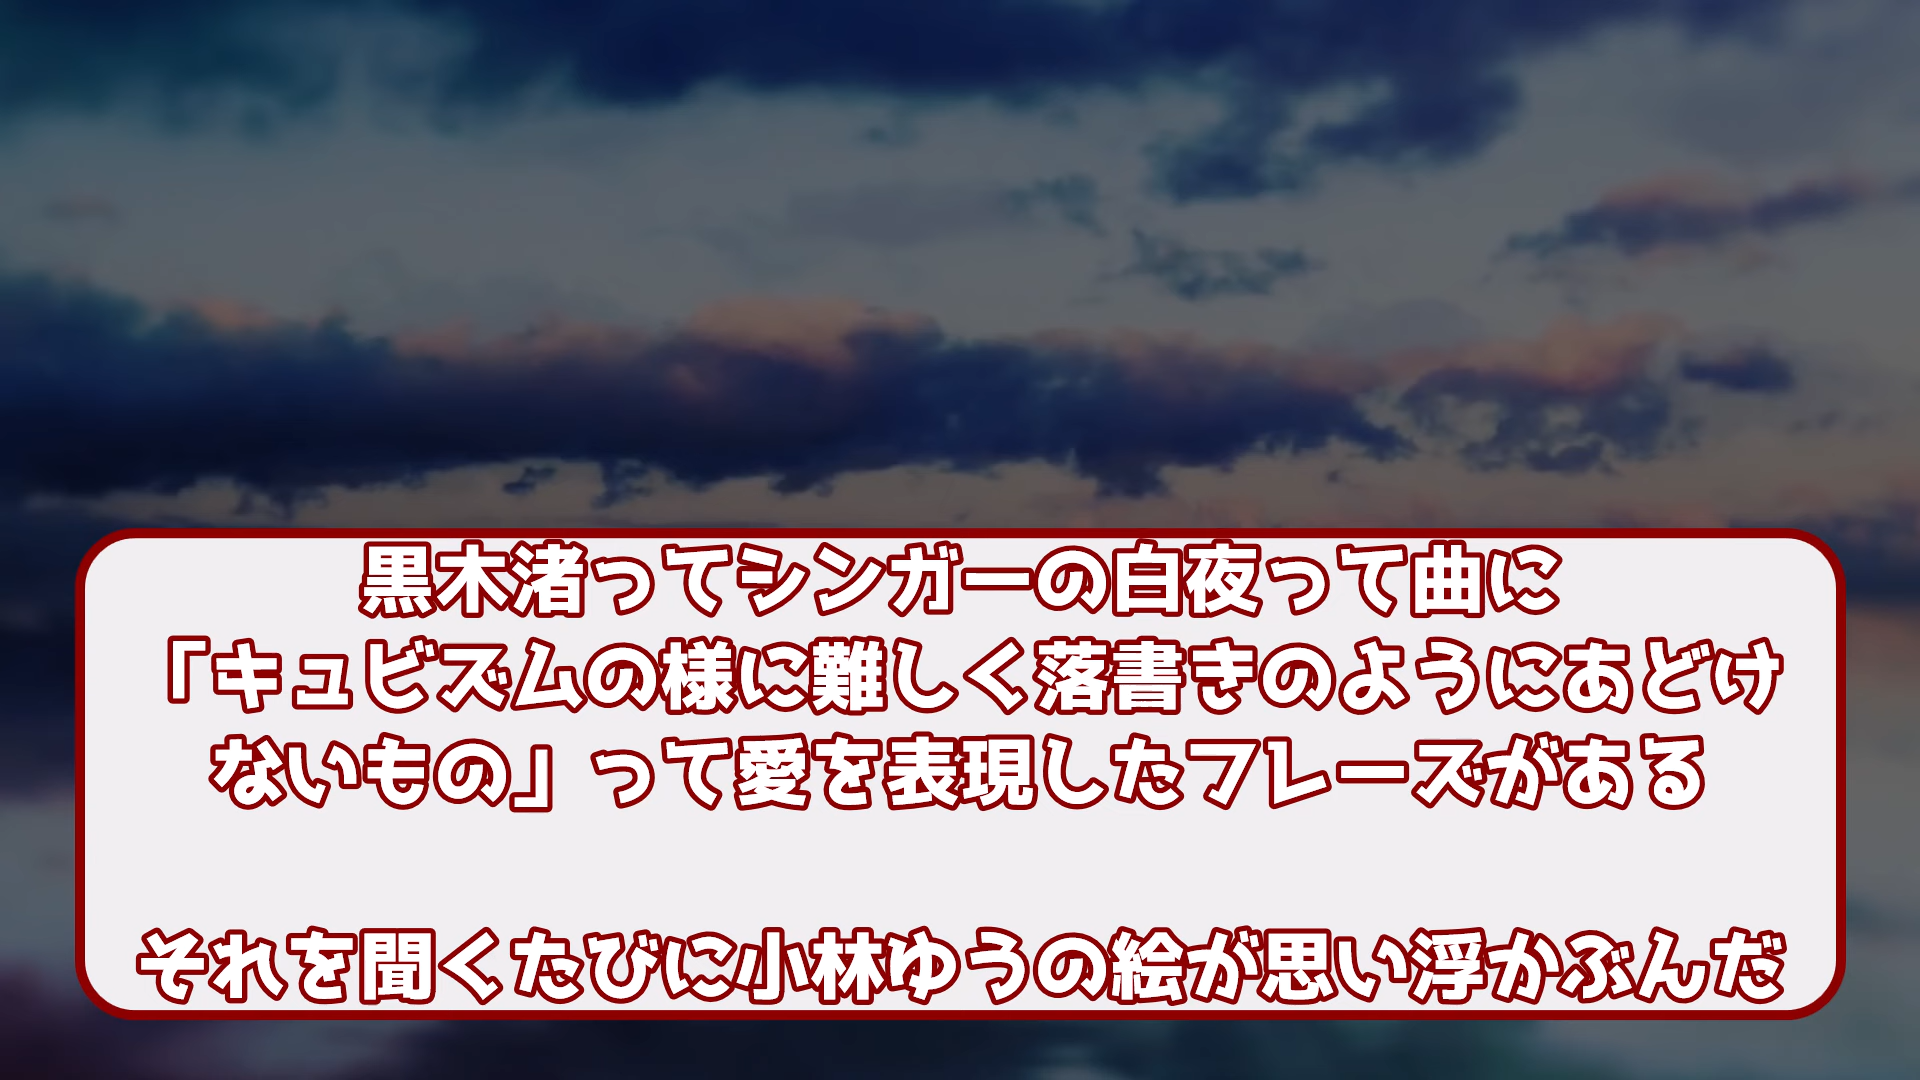 黒木渚ってシンガーの白夜って曲に
「キュビズムの様に難しく落書きのようにあどけ
ないもの」って愛を表現したフレーズがある
それを聞くたびに小林ゆうの絵が思い浮かぶんだ